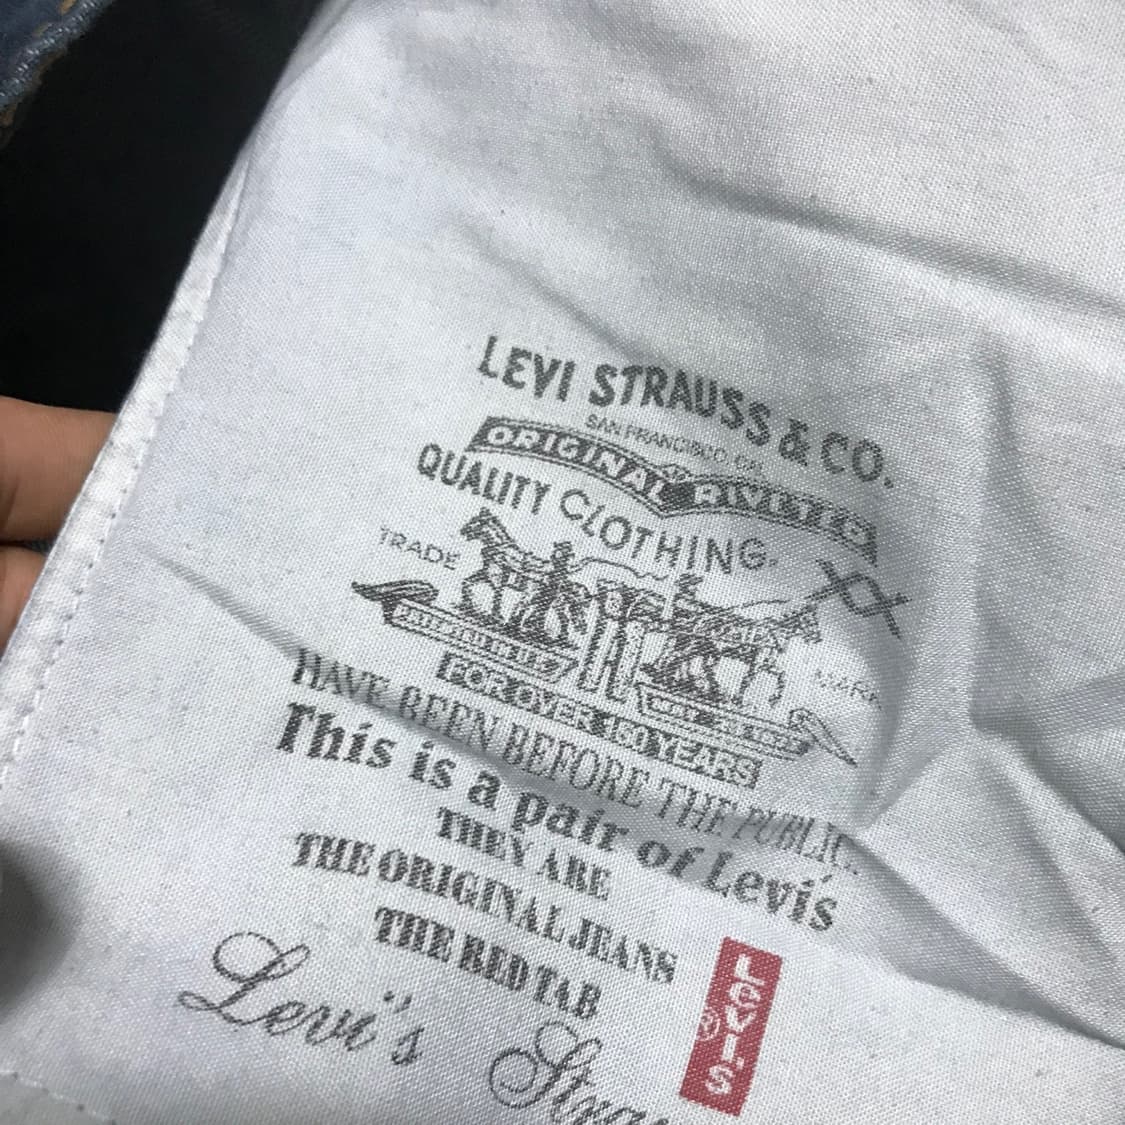 LEVI STRAUSS & CO.
SAN FRANCISCO CAL
ORIGINAL RIVETED
QUALITY CLOTHING.
TRADE
XX
MARK
FOR OVER 150 YEARS
HAVE BEEN BEFORE THE PUBLIC.
This is a pair of Levi's
THEY ARE
THE ORIGINAL JEANS
THE RED TAB
LEVI'S
®
Levi's Strau